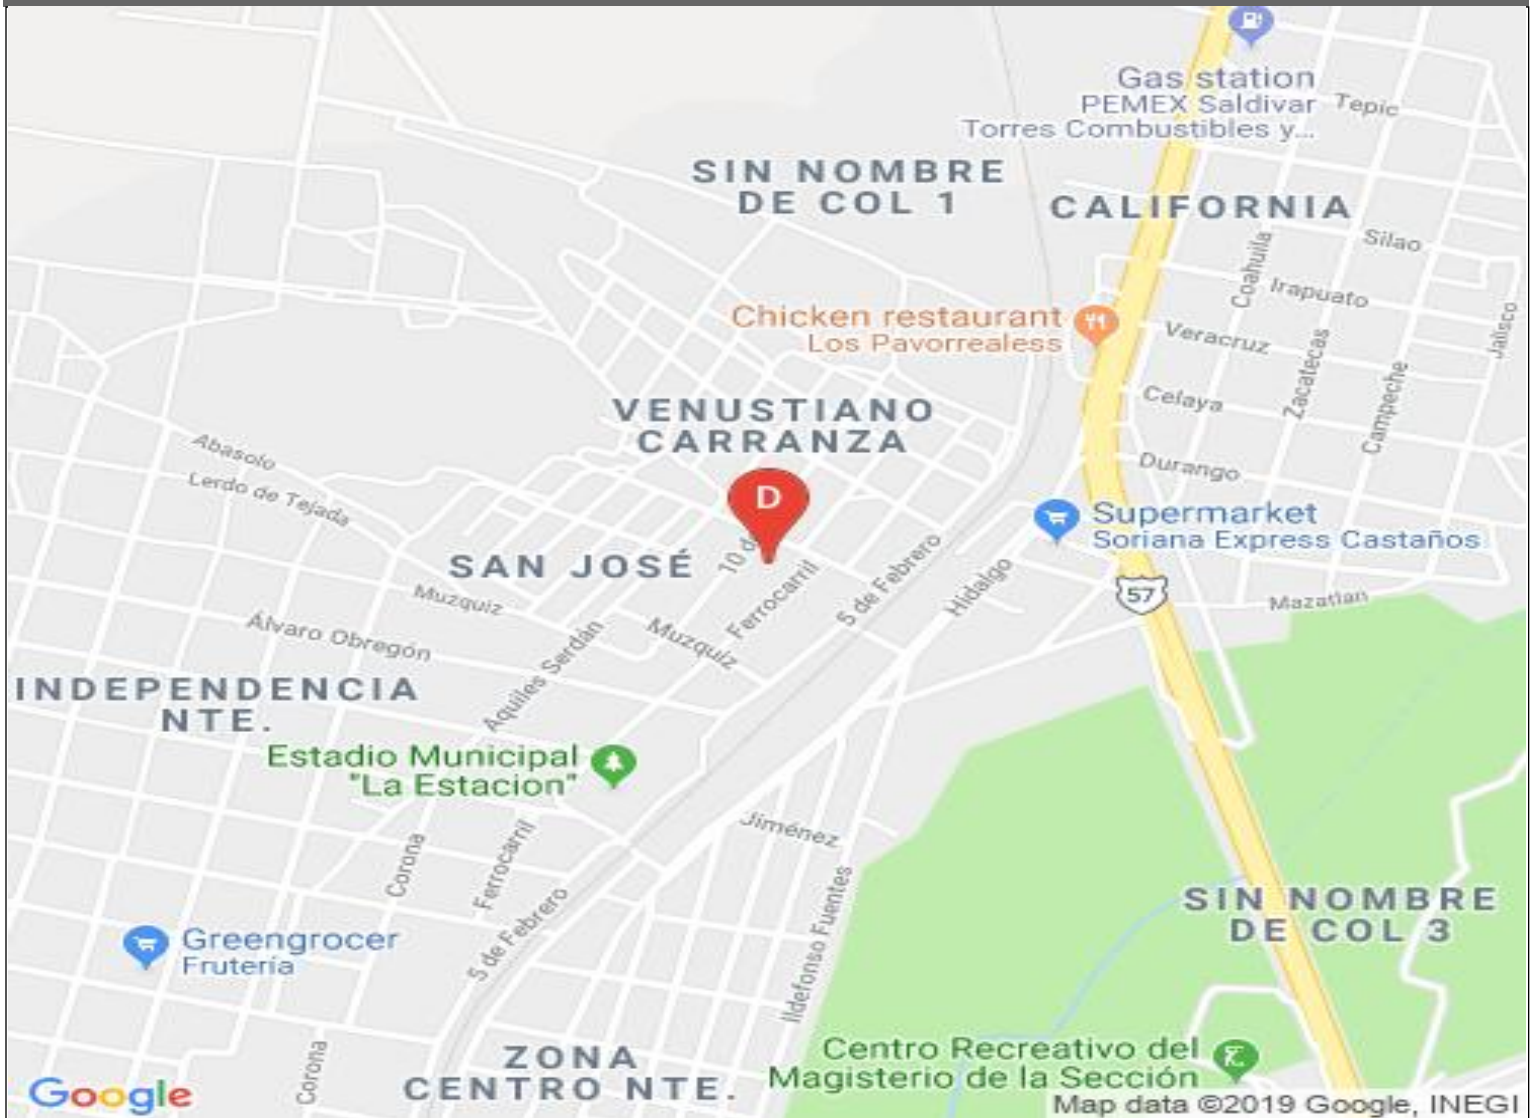 Gas station
PEMEX Saldivar
Torres Combustibles y...
Tepic
SIN NOMBRE
DE COL 1
CALIFORNIA
Silao
Coahuila
Irapuato
Chicken restaurant
Los Pavorrealess
Veracruz
Jalisco
Zacatecas
Campeche
Celaya
VENUSTIANO
CARRANZA
Abasolo
Durango
Lerdo de Tejada
D
Supermarket
Soriana Express Castaños
10 de
SAN JOSÉ
Ferrocarril
5 de Febrero
Hidalgo
57
Mazatlan
Muzquiz
Muzquiz
Álvaro Obregón
Aquiles Serdán
INDEPENDENCIA
NTE.
Estadio Municipal
"La Estacion"
Jiménez
Corona
Ferrocarril
5 de Febrero
Ildefonso Fuentes
SIN NOMBRE
DE COL 3
Greengrocer
Frutería
Corona
ZONA
CENTRO NTE.
Centro Recreativo del
Magisterio de la Sección
Google
Map data ©2019 Google, INEGI